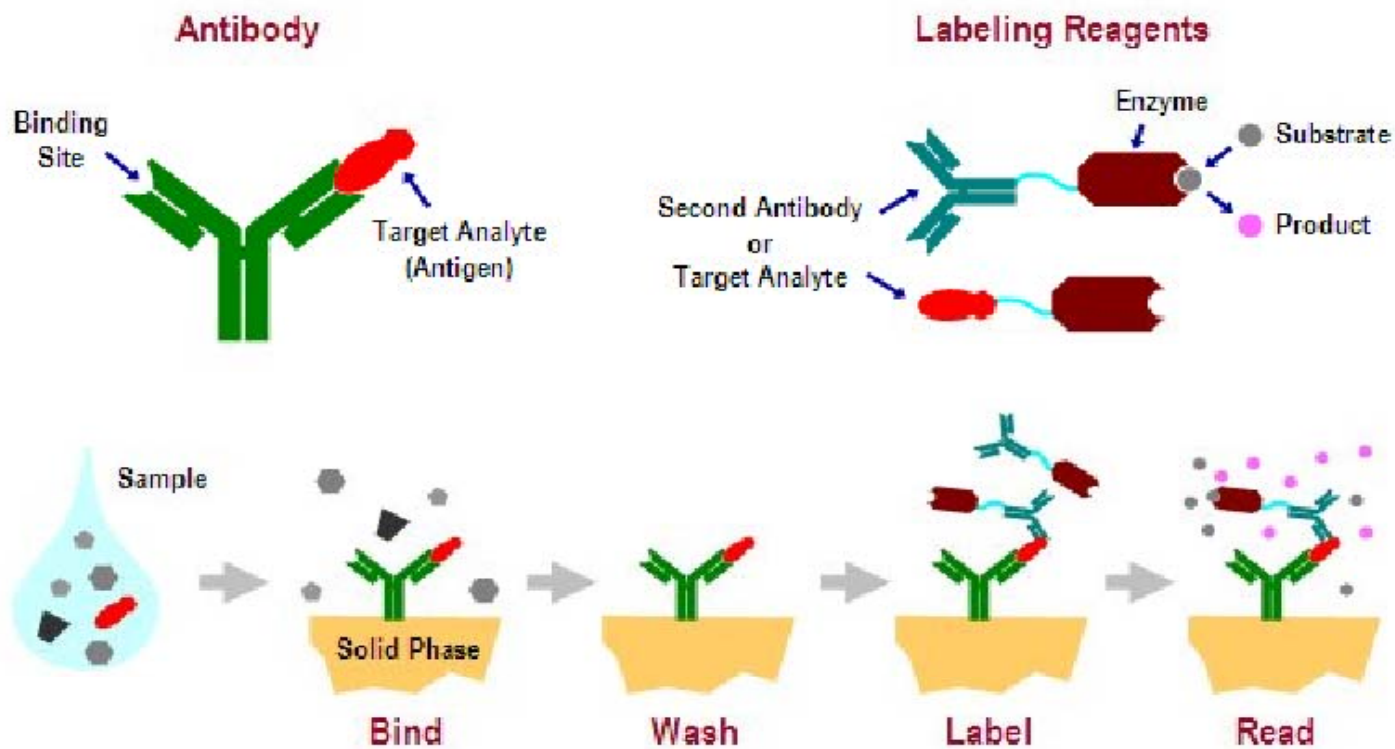 Antibody
Labeling Reagents
Binding
Site
Target Analyte
(Antigen)
Enzyme
Substrate
Product
Second Antibody
or
Target Analyte
Sample
Solid Phase
Bind
Wash
Label
Read